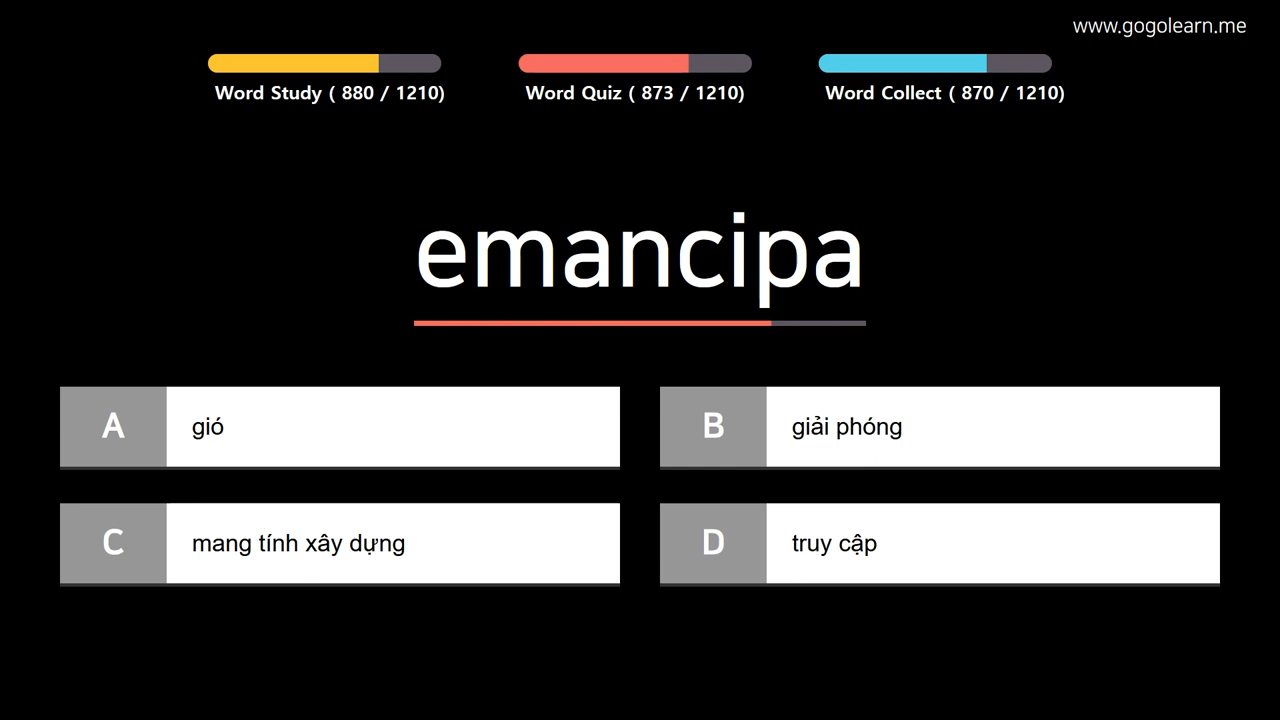 www.gogolearn.me
Word Study ( 880 / 1210)
Word Quiz ( 873 / 1210)
Word Collect ( 870 / 1210)
emancipa
A
gió
B
giải phóng
C
mang tính xây dựng
D
truy cập